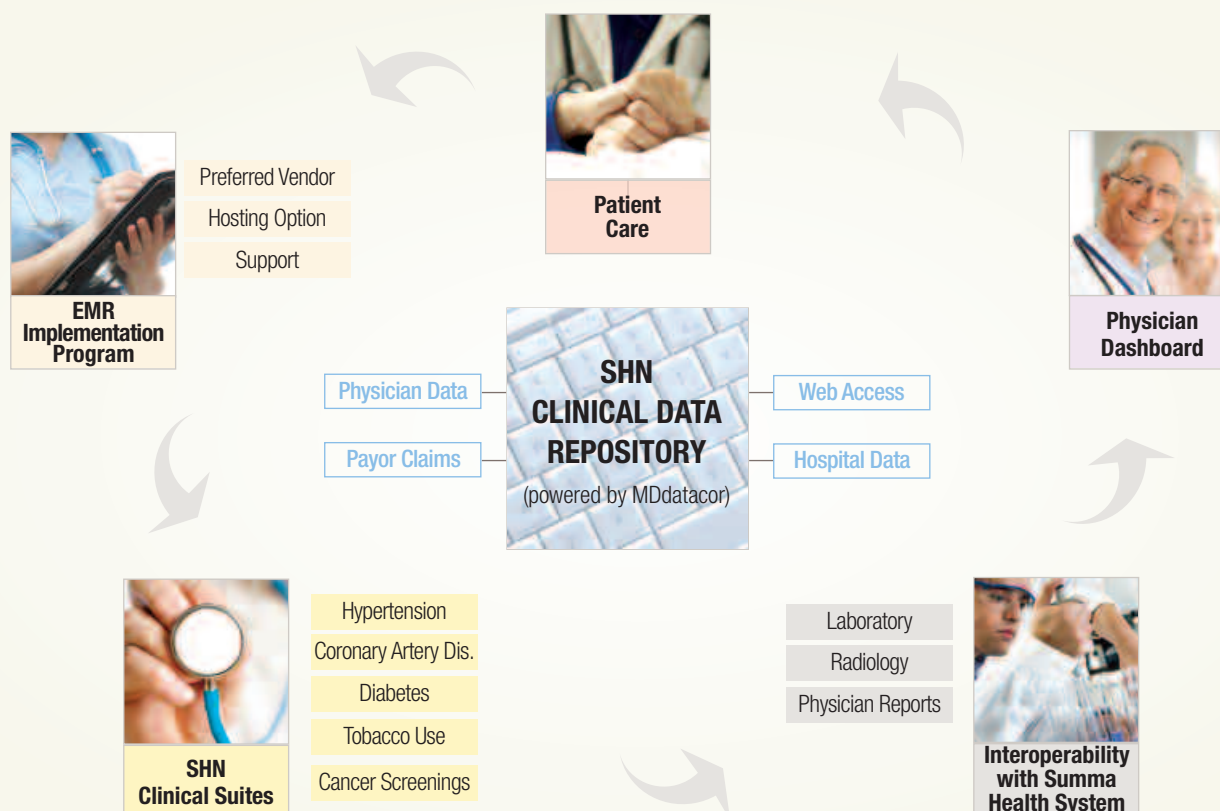 Patient
Care
EMR
Implementation
Program
Preferred Vendor
Hosting Option
Support
Physician
Dashboard
SHN
CLINICAL DATA
REPOSITORY
(powered by MDdatacor)
Physician Data
Payor Claims
Web Access
Hospital Data
SHN
Clinical Suites
Hypertension
Coronary Artery Dis.
Diabetes
Tobacco Use
Cancer Screenings
Laboratory
Radiology
Physician Reports
Interoperability
with Summa
Health System